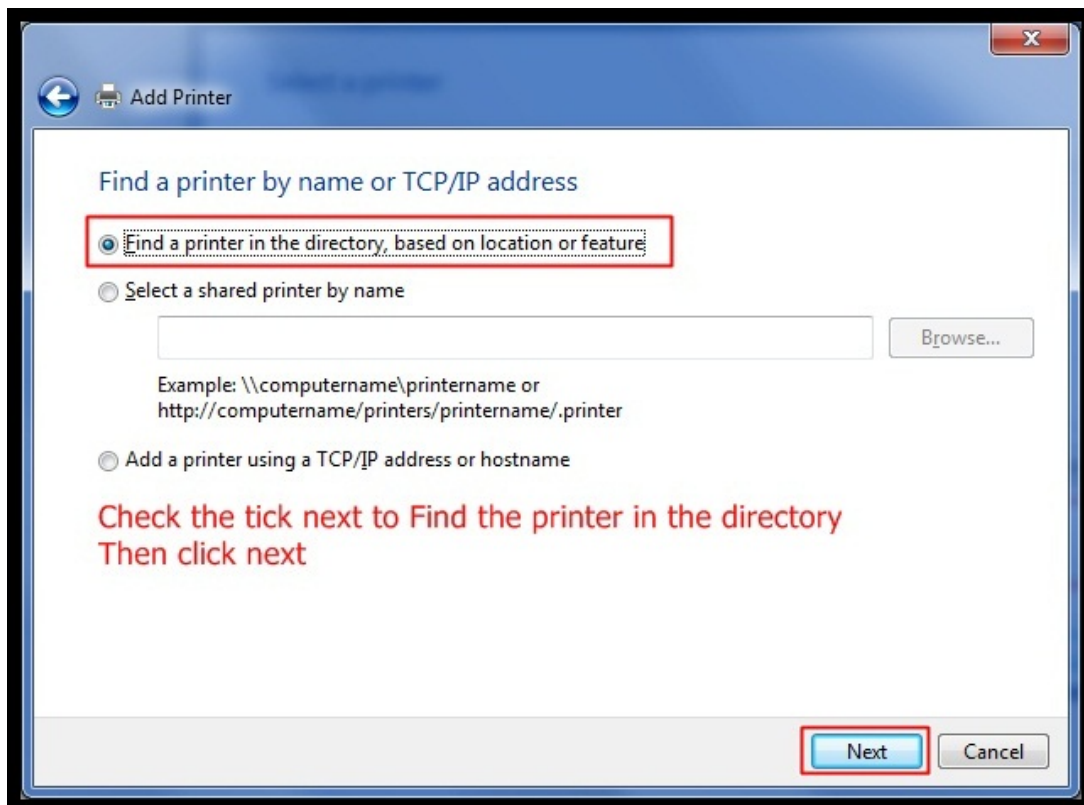 Select a printer
Add Printer
Find a printer by name or TCP/IP address
Find a printer in the directory, based on location or feature
Select a shared printer by name
Browse...
Example: \\computername\printername or
http://computername/printers/printername/.printer
Add a printer using a TCP/IP address or hostname
Check the tick next to Find the printer in the directory
Then click next
Next
Cancel